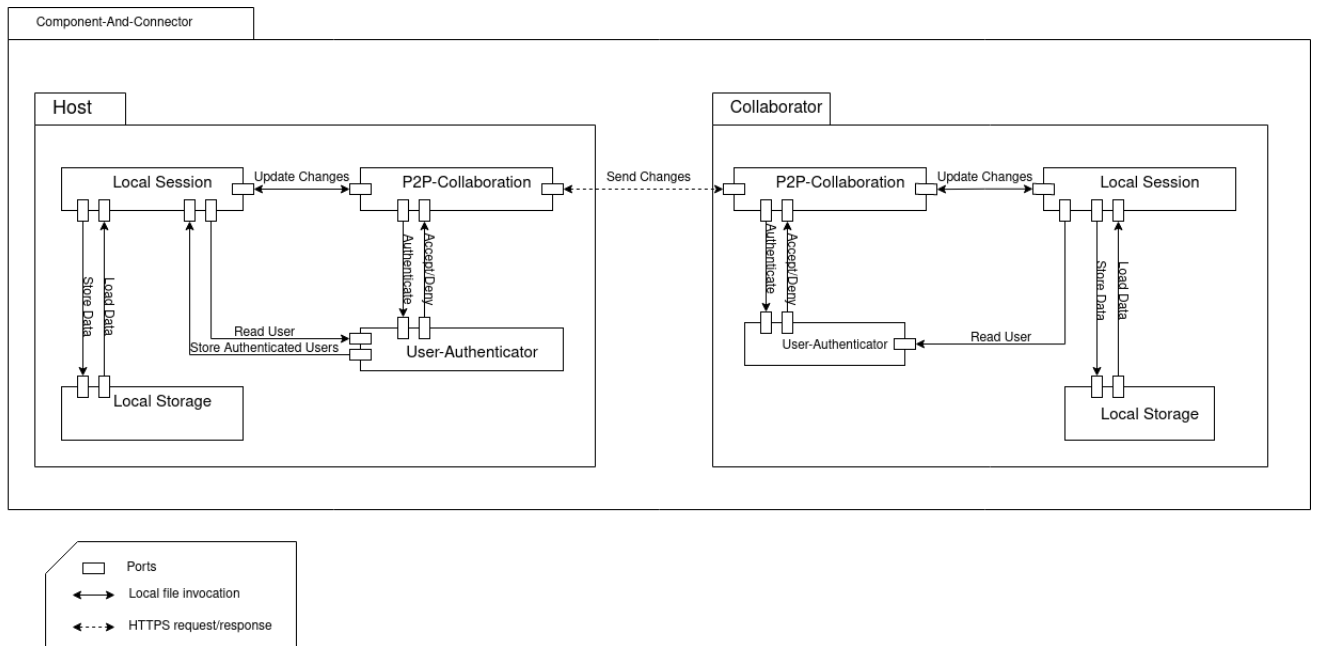 Component-And-Connector
Host
Collaborator
Local Session
Update Changes
P2P-Collaboration
Send Changes
P2P-Collaboration
Update Changes
Local Session
Store Data
Load Data
Authenticate
Accept/Deny
Authenticate
Accept/Deny
Store Data
Load Data
Read User
Store Authenticated Users
User-Authenticator
User-Authenticator
Read User
Local Storage
Local Storage
Ports
Local file invocation
HTTPS request/response